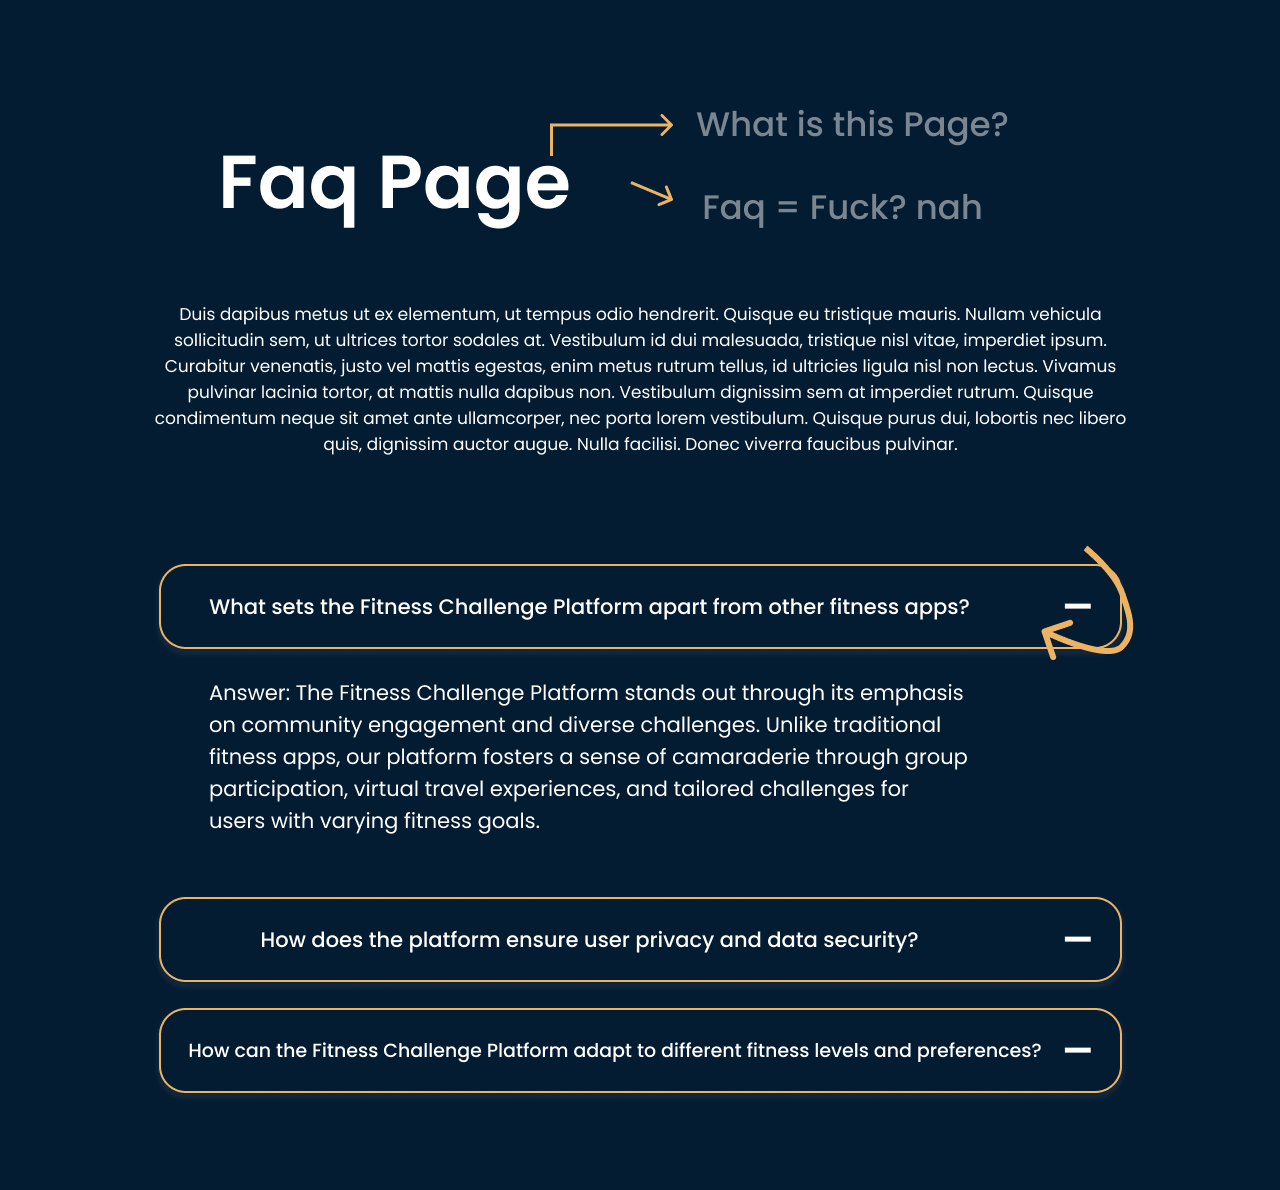 What is this Page?
Faq Page
Faq = Fuck? nah
Duis dapibus metus ut ex elementum, ut tempus odio hendrerit. Quisque eu tristique mauris. Nullam vehicula
sollicitudin sem, ut ultrices tortor sodales at. Vestibulum id dui malesuada, tristique nisl vitae, imperdiet ipsum.
Curabitur venenatis, justo vel mattis egestas, enim metus rutrum tellus, id ultricies ligula nisl non lectus. Vivamus
pulvinar lacinia tortor, at mattis nulla dapibus non. Vestibulum dignissim sem at imperdiet rutrum. Quisque
condimentum neque sit amet ante ullamcorper, nec porta lorem vestibulum. Quisque purus dui, lobortis nec libero
quis, dignissim auctor augue. Nulla facilisi. Donec viverra faucibus pulvinar.
What sets the Fitness Challenge Platform apart from other fitness apps?
Answer: The Fitness Challenge Platform stands out through its emphasis
on community engagement and diverse challenges. Unlike traditional
fitness apps, our platform fosters a sense of camaraderie through group
participation, virtual travel experiences, and tailored challenges for
users with varying fitness goals.
How does the platform ensure user privacy and data security?
How can the Fitness Challenge Platform adapt to different fitness levels and preferences?